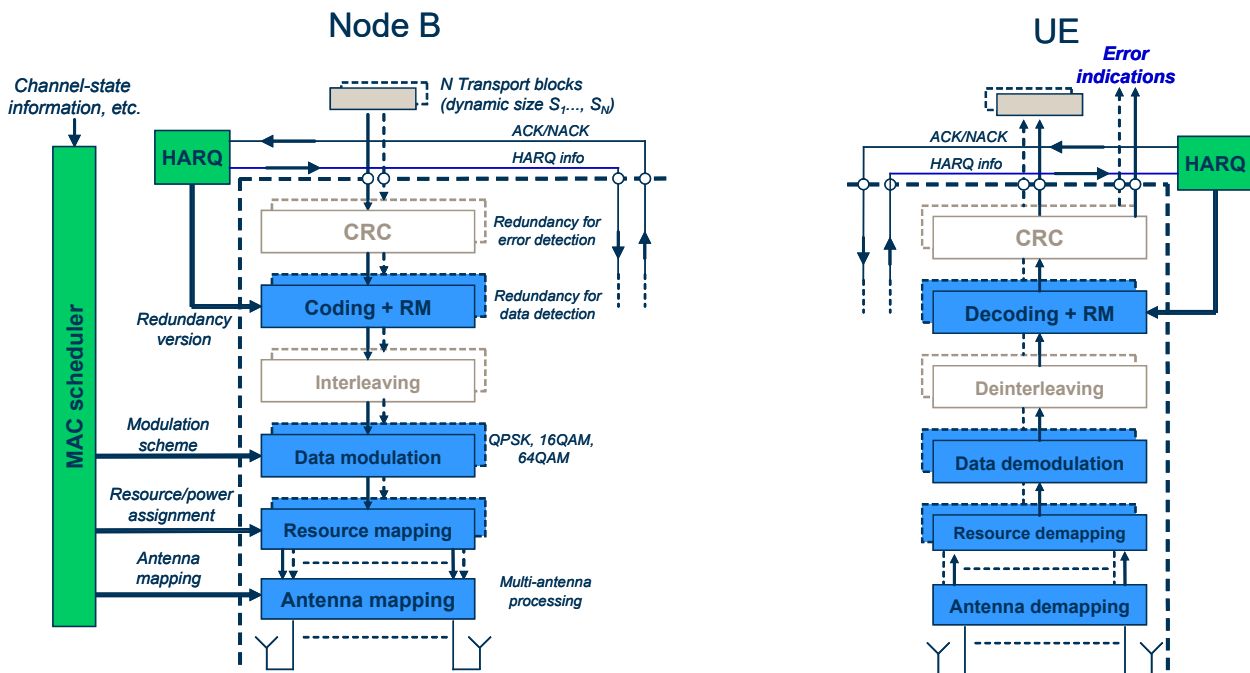 Node B
UE
Channel-state
information, etc.
N Transport blocks
(dynamic size S1..., SN)
Error
indications
ACK/NACK
HARQ
HARQ info
ACK/NACK
HARQ info
HARQ
CRC
Redundancy for
error detection
CRC
Coding + RM
Redundancy for
data detection
Decoding + RM
Redundancy
version
Interleaving
Deinterleaving
MAC scheduler
Modulation
scheme
Data modulation
QPSK, 16QAM,
64QAM
Data demodulation
Resource/power
assignment
Resource mapping
Resource demapping
Antenna
mapping
Antenna mapping
Multi-antenna
processing
Antenna demapping